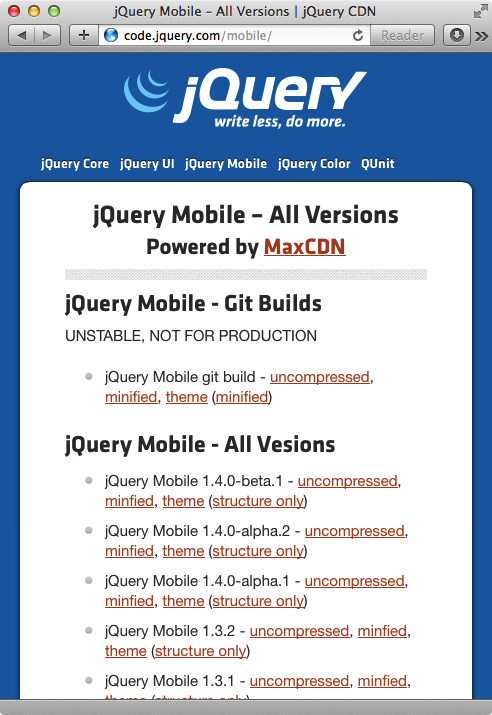 jQuery Mobile – All Versions | jQuery CDN
code.jquery.com/mobile/
Reader
jQuery
write less, do more.
jQuery Core jQuery UI jQuery Mobile jQuery Color QUnit
jQuery Mobile – All Versions
Powered by MaxCDN
jQuery Mobile - Git Builds
UNSTABLE, NOT FOR PRODUCTION
jQuery Mobile git build - uncompressed,
minified, theme (minified)
jQuery Mobile - All Vesions
jQuery Mobile 1.4.0-beta.1 - uncompressed,
minfied, theme (structure only)
jQuery Mobile 1.4.0-alpha.2 - uncompressed,
minfied, theme (structure only)
jQuery Mobile 1.4.0-alpha.1 - uncompressed,
minfied, theme (structure only)
jQuery Mobile 1.3.2 - uncompressed, minfied,
theme (structure only)
jQuery Mobile 1.3.1 - uncompressed, minfied,
theme (structure only)